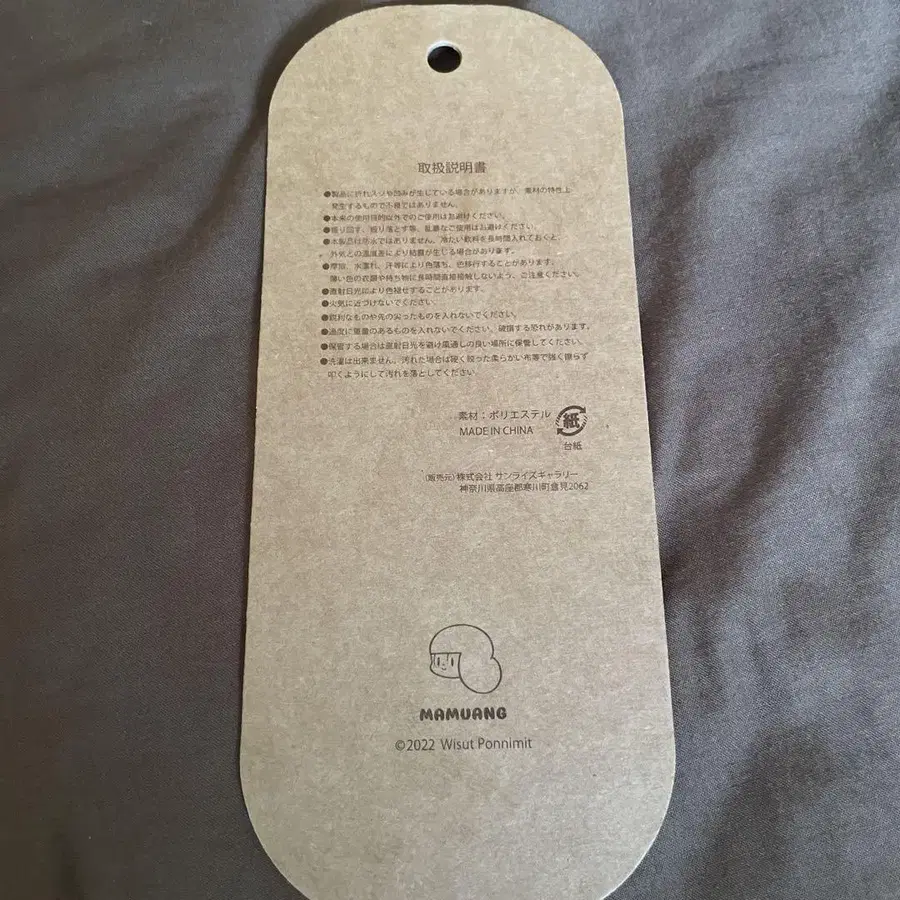 取扱説明書
●製品に折れスジや凹みが生じている場合がありますが、素材の特性上
発生するもので不良ではありません。
●本来の使用目的以外でのご使用はお避けください。
●振り回す、振り落とす等、乱暴なご使用はお避けください。
●本製品は防水ではありません。冷たい飲料を長時間入れておくと、
外気との温度差により結露が生じる場合があります。
●摩擦、水濡れ、汗等により色落ち、色移行することがあります。
薄い色の衣類や持ち物に長時間直接接触しないよう、ご注意ください。
●直射日光により色褪せすることがあります。
●火気に近づけないでください。
●鋭利なものや先の尖ったものを入れないでください。
●過度に重量のあるものを入れないでください。破損する恐れがあります。
●保管する場合は直射日光を避け風通しの良い場所に保管してください。
●洗濯は出来ません。汚れた場合は硬く絞った柔らかい布等で強く擦らず
叩くようにして汚れを落としてください。
素材：ポリエステル
MADE IN CHINA
紙
台紙
(販売元)株式会社 サンライズギャラリー
神奈川県高座郡寒川町倉見2062
MAMUANG
©2022 Wisut Ponnimit